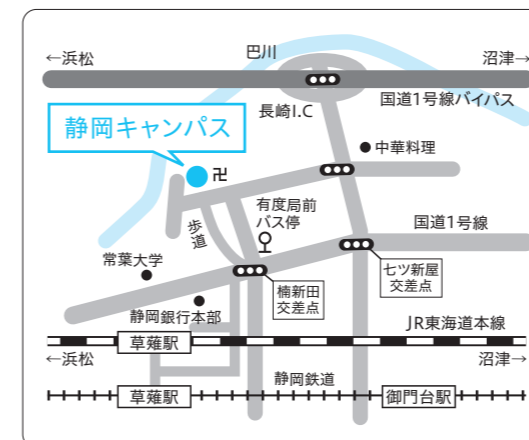 巴川
←浜松
沼津→
長崎I.C
国道1号線バイパス
静岡キャンパス
中華料理
卍
有度局前
バス停
歩道
国道1号線
常葉大学
七ツ新屋
交差点
楠新田
交差点
静岡銀行本部
JR東海道本線
草薙駅
←浜松
沼津→
静岡鉄道
草薙駅
御門台駅